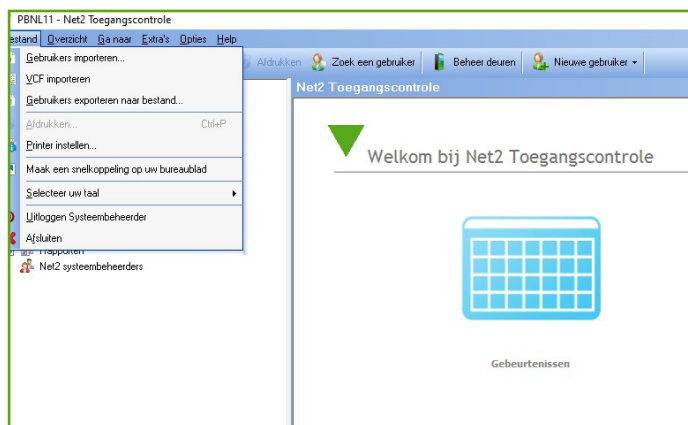 PBNL11 - Net2 Toegangscontrole
estand Overzicht Ga naar Extra's Opties Help
Afdrukken Zoek een gebruiker Beheer deuren Nieuwe gebruiker
Gebruikers importeren...
VCF importeren
Gebruikers exporteren naar bestand...
Afdrukken... Ctrl+P
Printer instellen...
Maak een snelkoppeling op uw bureaublad
Selecteer uw taal
Uitloggen Systeembeheerder
Afsluiten
Rapporten
Net2 systeembeheerders
Net2 Toegangscontrole
Welkom bij Net2 Toegangscontrole
Gebeurtenissen